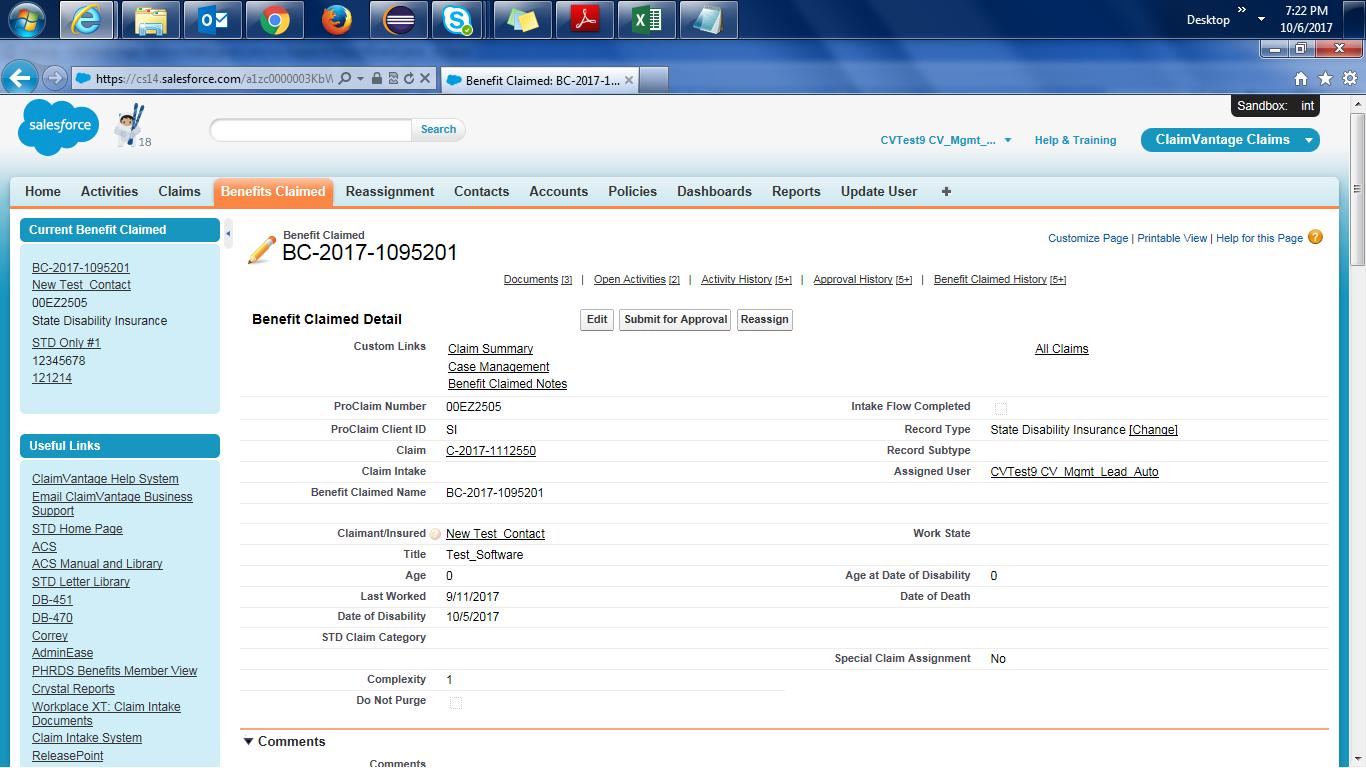 Desktop
7:22 PM
10/6/2017
https://cs14.salesforce.com/a1zc0000003KbW
Benefit Claimed: BC-2017-1...
Sandbox: int
salesforce
18
Search
CVTest9 CV_Mgmt_...
Help & Training
ClaimVantage Claims
Home Activities Claims Benefits Claimed Reassignment Contacts Accounts Policies Dashboards Reports Update User +
Current Benefit Claimed
BC-2017-1095201
New Test_Contact
00EZ2505
State Disability Insurance
STD Only #1
12345678
121214
Useful Links
ClaimVantage Help System
Email ClaimVantage Business
Support
STD Home Page
ACS
ACS Manual and Library
STD Letter Library
DB-451
DB-470
Correy
AdminEase
PHRDS Benefits Member View
Crystal Reports
Workplace XT: Claim Intake
Documents
Claim Intake System
ReleasePoint
Benefit Claimed
BC-2017-1095201
Customize Page | Printable View | Help for this Page
Documents [3] | Open Activities [2] | Activity History [5+] | Approval History [5+] | Benefit Claimed History [5+]
Benefit Claimed Detail
Edit Submit for Approval Reassign
Custom Links Claim Summary All Claims
Case Management
Benefit Claimed Notes
ProClaim Number 00EZ2505 Intake Flow Completed
ProClaim Client ID SI Record Type State Disability Insurance [Change]
Claim C-2017-1112550 Record Subtype
Claim Intake Assigned User CVTest9 CV_Mgmt_Lead_Auto
Benefit Claimed Name BC-2017-1095201
Claimant/Insured New Test_Contact Work State
Title Test_Software
Age 0 Age at Date of Disability 0
Last Worked 9/11/2017 Date of Death
Date of Disability 10/5/2017
STD Claim Category
Special Claim Assignment No
Complexity 1
Do Not Purge
Comments
Comments